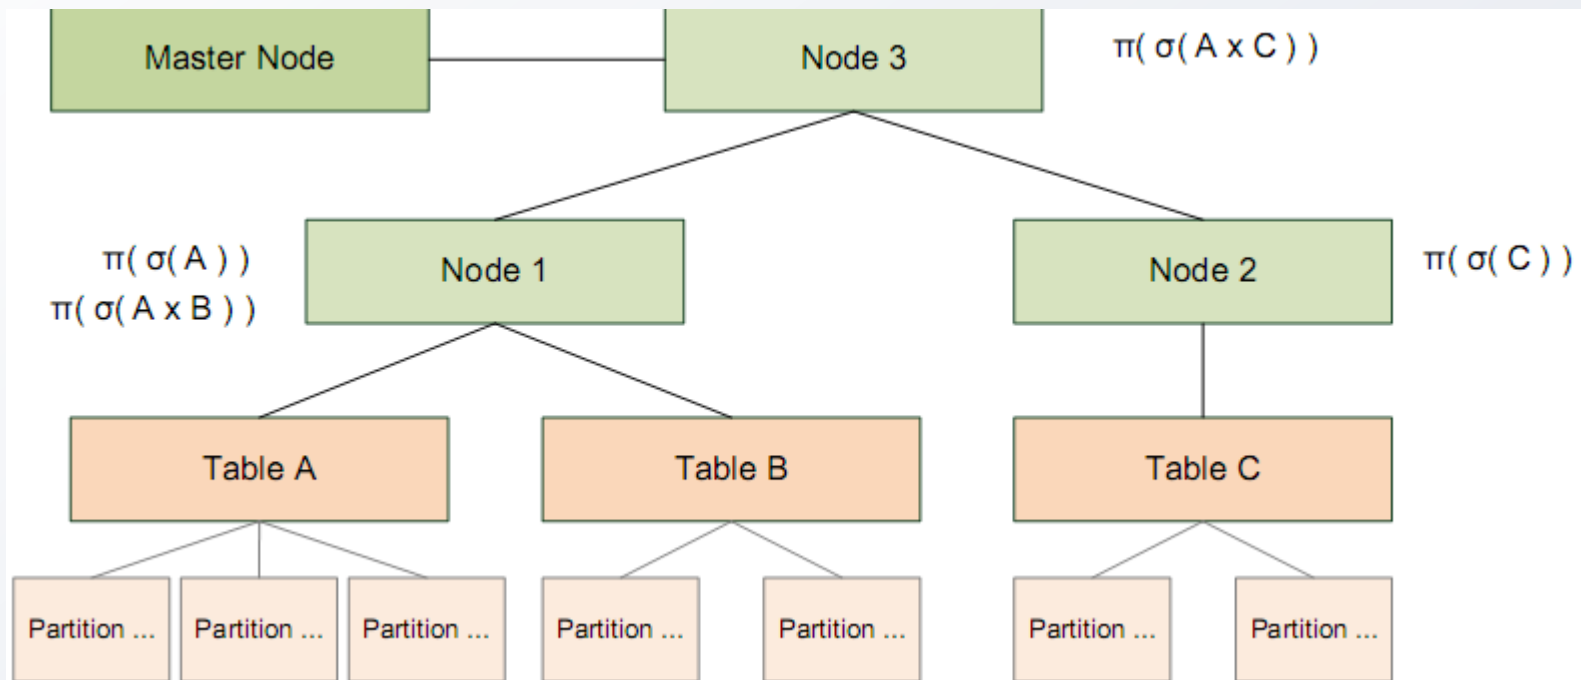 Master Node
Node 3
π( σ( A x C ) )
π( σ( A ) )
π( σ( A x B ) )
Node 1
Node 2
π( σ( C ) )
Table A
Table B
Table C
Partition ...
Partition ...
Partition ...
Partition ...
Partition ...
Partition ...
Partition ...